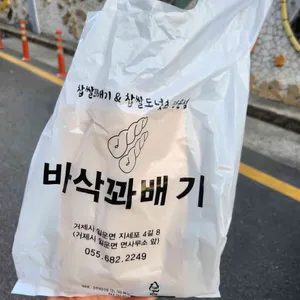 찹쌀꽈배기 & 찹쌀도넛
바삭꽈배기
거제시 일운면 지세포 4길 8
(거제시 일운면 면사무소 앞)
055.682.2249